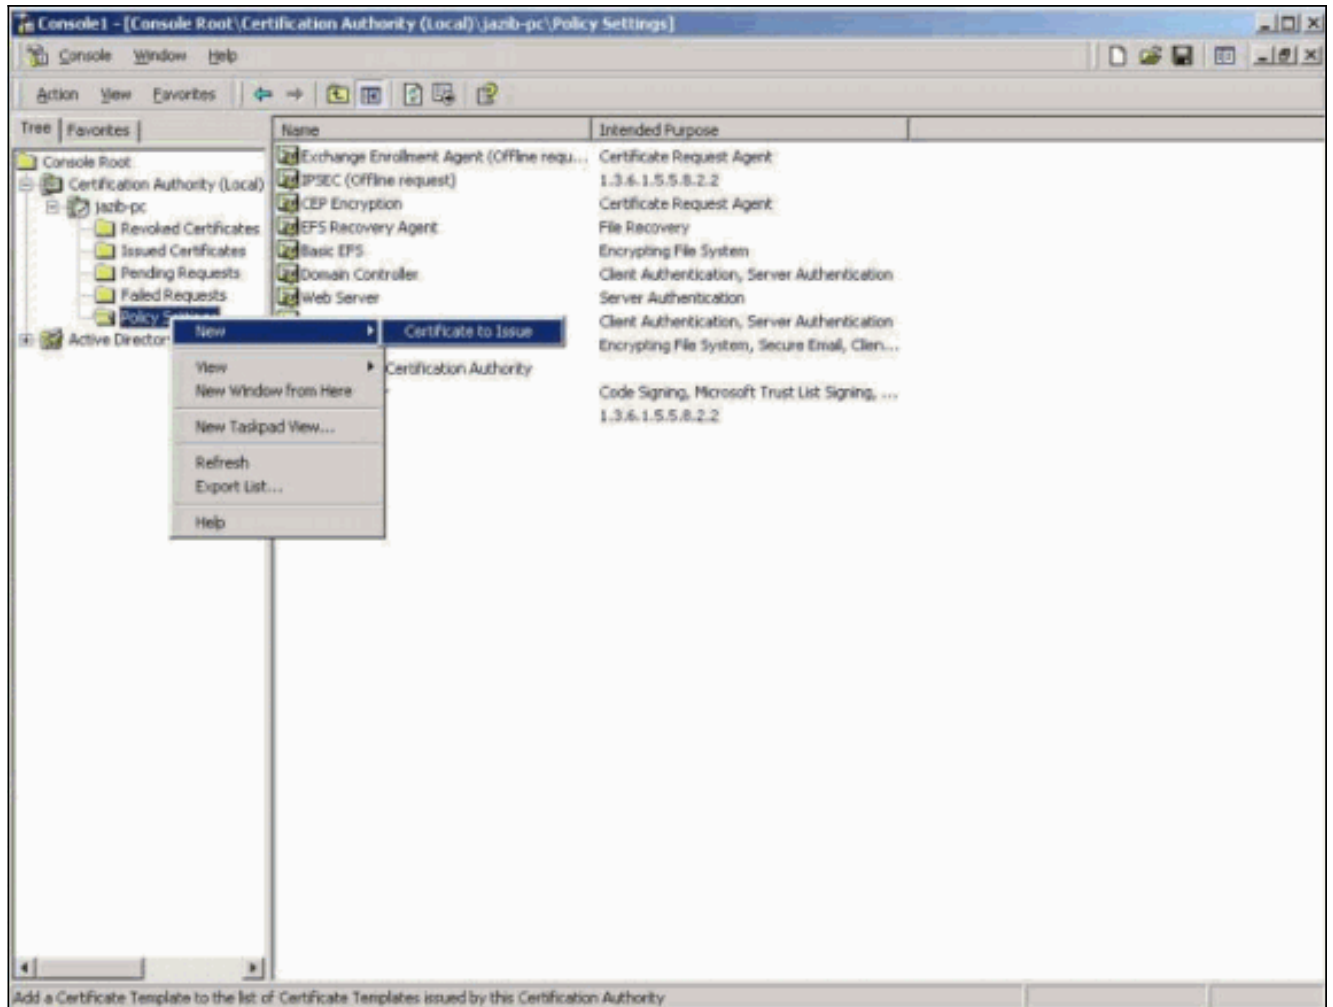 Console1 - [Console Root\Certification Authority (Local)\jazib-pc\Policy Settings]
Console Window Help
Action View Favorites
Tree Favorites
Name Intended Purpose
Console Root
Certification Authority (Local)
jazib-pc
Revoked Certificates
Issued Certificates
Pending Requests
Failed Requests
Policy
Active Director
Exchange Enrollment Agent (Offline requ... Certificate Request Agent
IPSEC (Offline request) 1.3.6.1.5.5.8.2.2
CEP Encryption Certificate Request Agent
EFS Recovery Agent File Recovery
Basic EFS Encrypting File System
Domain Controller Client Authentication, Server Authentication
Web Server Server Authentication
Client Authentication, Server Authentication
Encrypting File System, Secure Email, Clien...
Certification Authority
Code Signing, Microsoft Trust List Signing, ...
1.3.6.1.5.5.8.2.2
New
Certificate to Issue
View
New Window from Here
New Taskpad View...
Refresh
Export List...
Help
Add a Certificate Template to the list of Certificate Templates issued by this Certification Authority